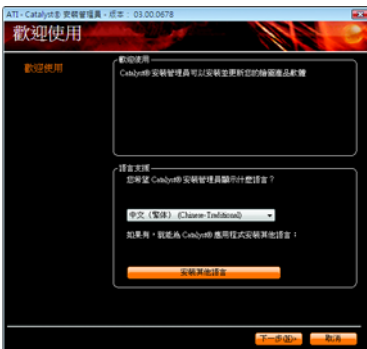 ATI - Catalyst® 安裝管理員 - 版本： 03.00.0678
歡迎使用
歡迎使用
歡迎使用
Catalyst® 安裝管理員可以安裝並更新您的繪圖產品軟體
語言支援
您希望 Catalyst® 安裝管理員顯示什麼語言？
中文（繁体） (Chinese-Traditional)
如果有，就能為 Catalyst® 應用程式安裝其他語言：
安裝其他語言
下一步(N)>
取消